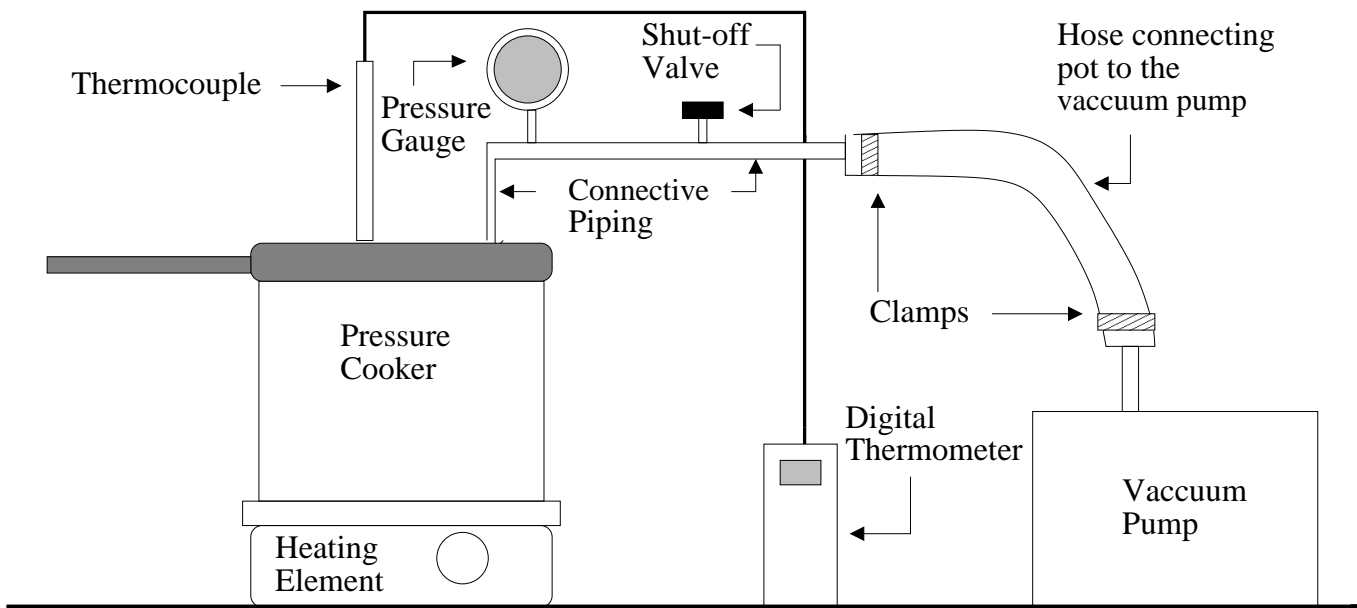 Thermocouple
Pressure
Gauge
Shut-off
Valve
Hose connecting
pot to the
vaccuum pump
Connective
Piping
Clamps
Pressure
Cooker
Digital
Thermometer
Vaccuum
Pump
Heating
Element